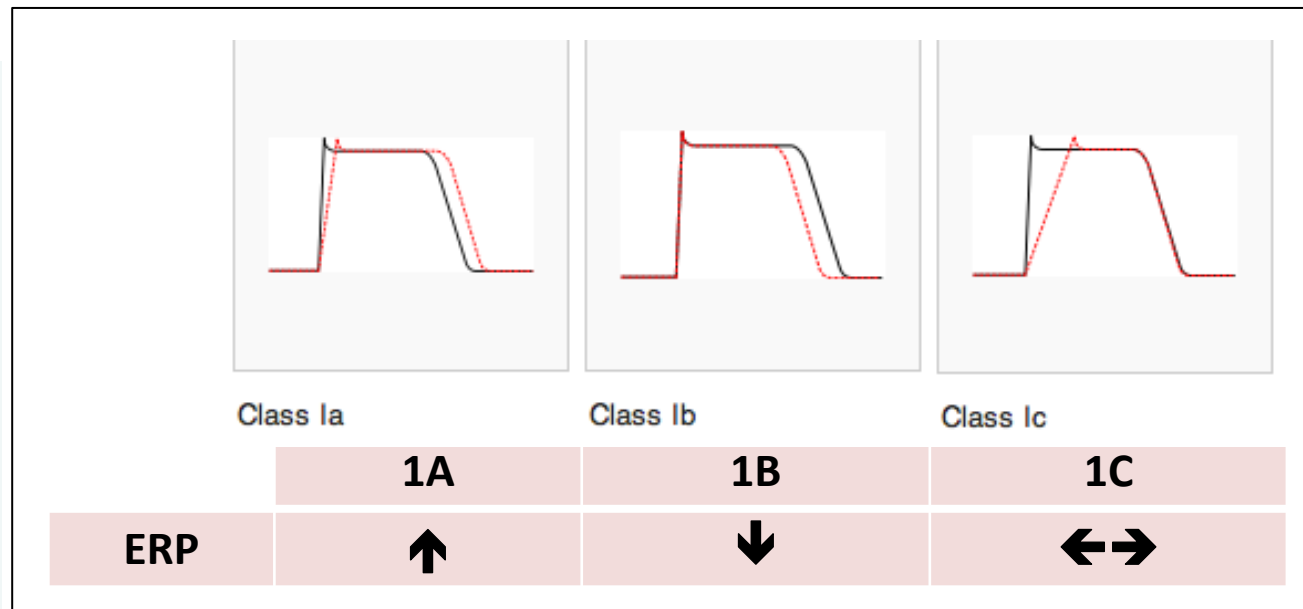 Class Ia Class Ib Class Ic
1A 1B 1C
ERP ↑ ↓ ←→